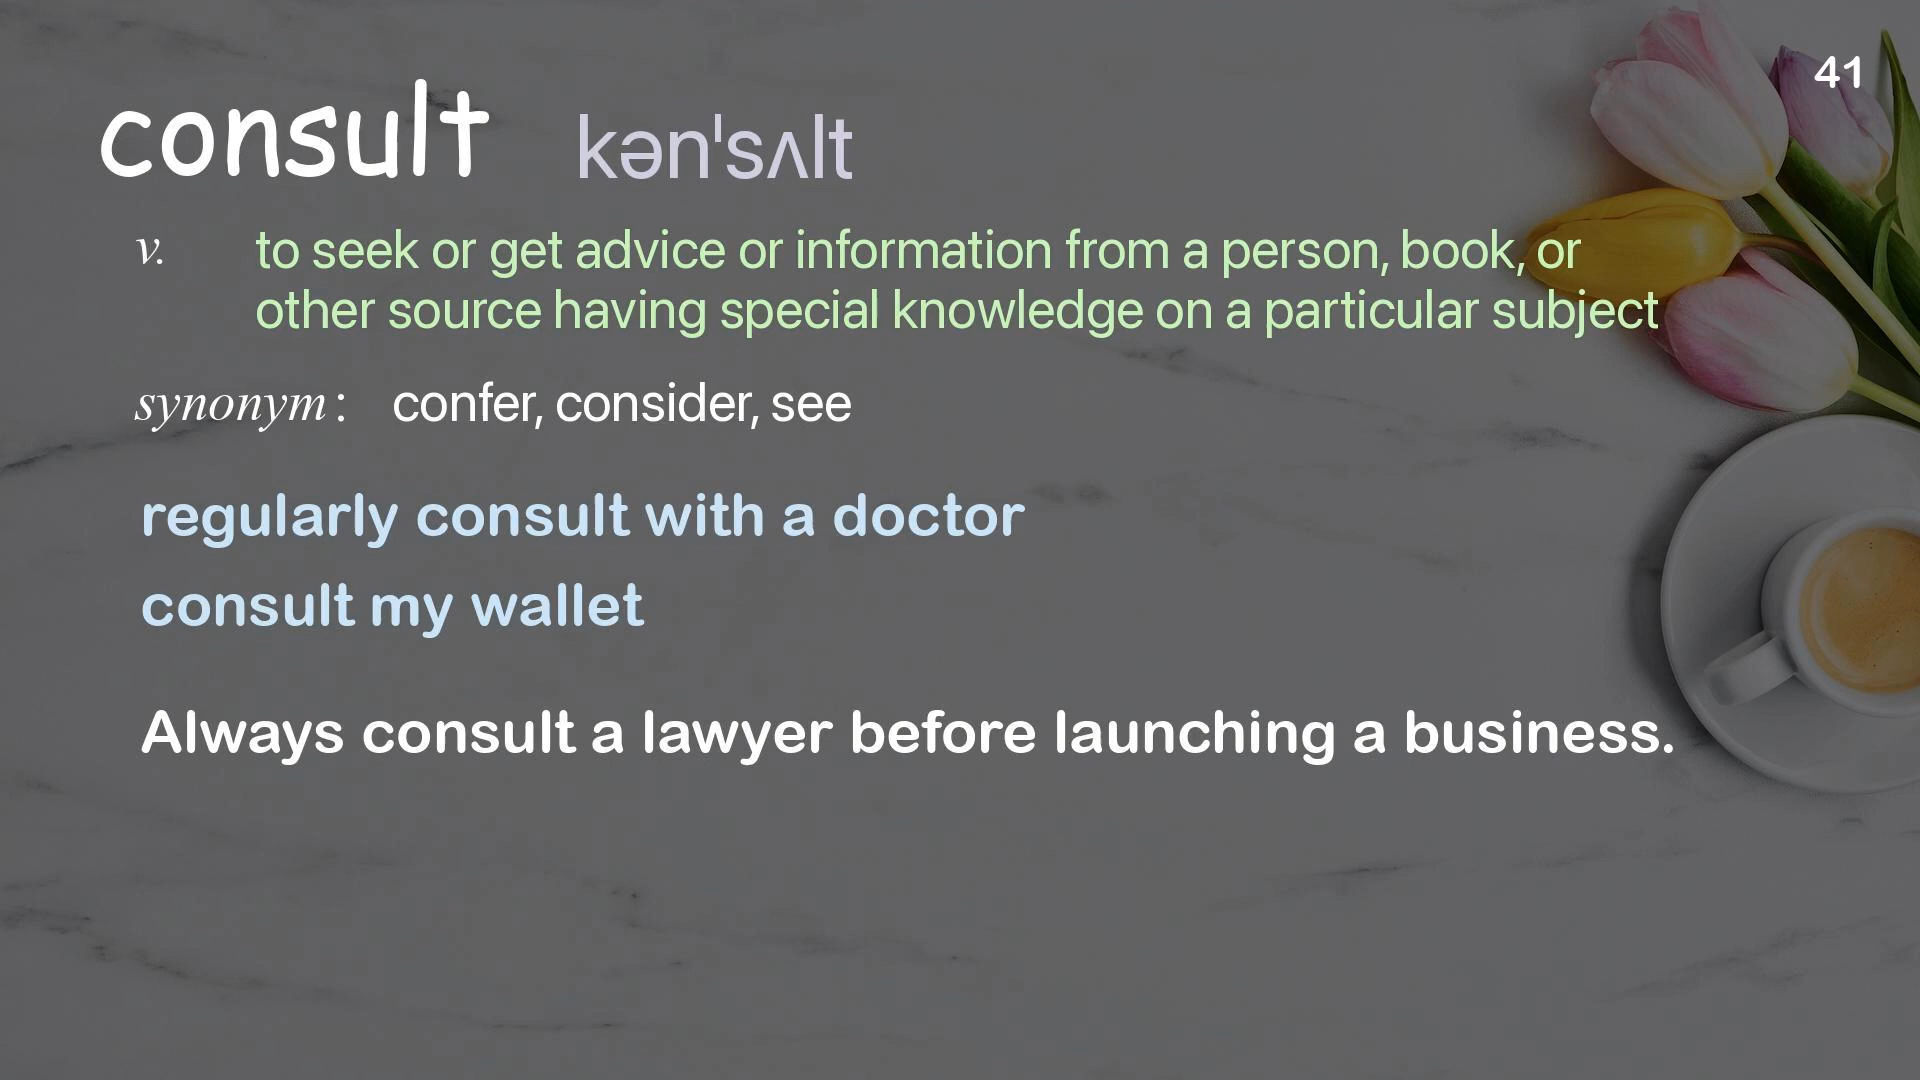 41
consult kən'sʌlt
v. to seek or get advice or information from a person, book, or
other source having special knowledge on a particular subject
synonym: confer, consider, see
regularly consult with a doctor
consult my wallet
Always consult a lawyer before launching a business.